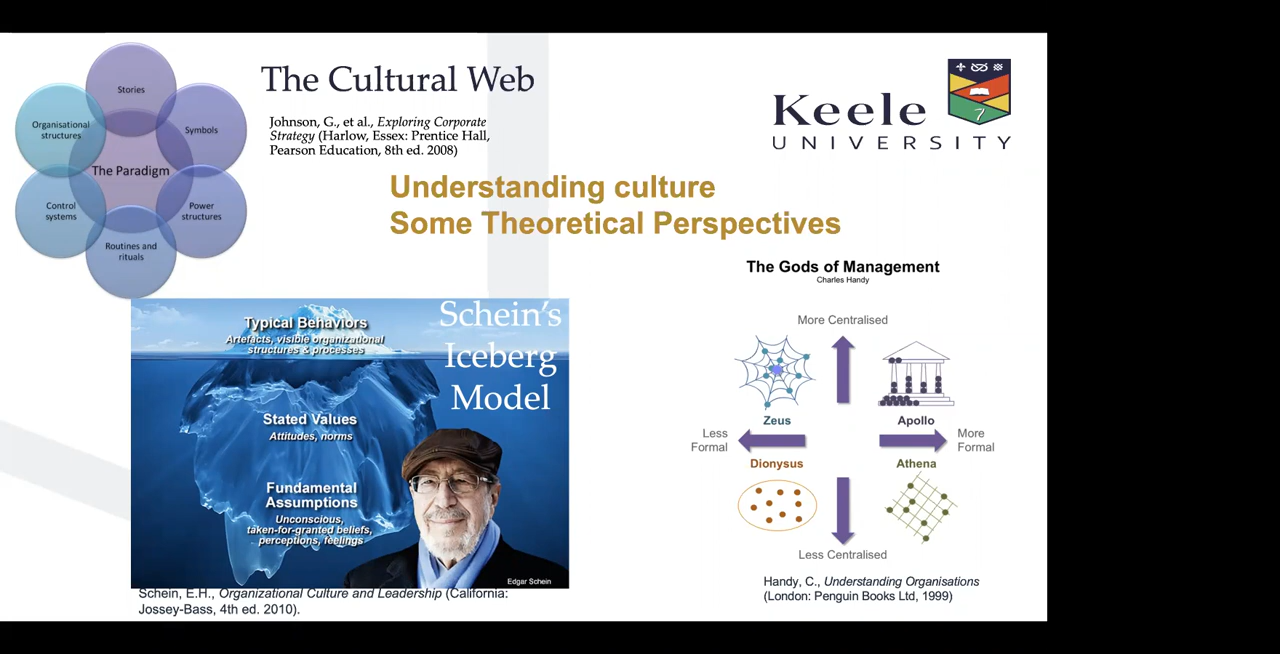 The Cultural Web
Johnson, G., et al., Exploring Corporate
Strategy (Harlow, Essex: Prentice Hall,
Pearson Education, 8th ed. 2008)
Stories
Organisational
structures
Symbols
The Paradigm
Control
systems
Power
structures
Routines and
rituals
Keele
UNIVERSITY
Understanding culture
Some Theoretical Perspectives
Schein's
Iceberg
Model
Typical Behaviors
Artefacts, visible organizational
structures & processes
Stated Values
Attitudes, norms
Fundamental
Assumptions
Unconscious,
taken-for-granted beliefs,
perceptions, feelings
Edgar Schein
Schein, E.H., Organizational Culture and Leadership (California:
Jossey-Bass, 4th ed. 2010).
The Gods of Management
Charles Handy
More Centralised
Zeus
Apollo
Less
Formal
More
Formal
Dionysus
Athena
Less Centralised
Handy, C., Understanding Organisations
(London: Penguin Books Ltd, 1999)